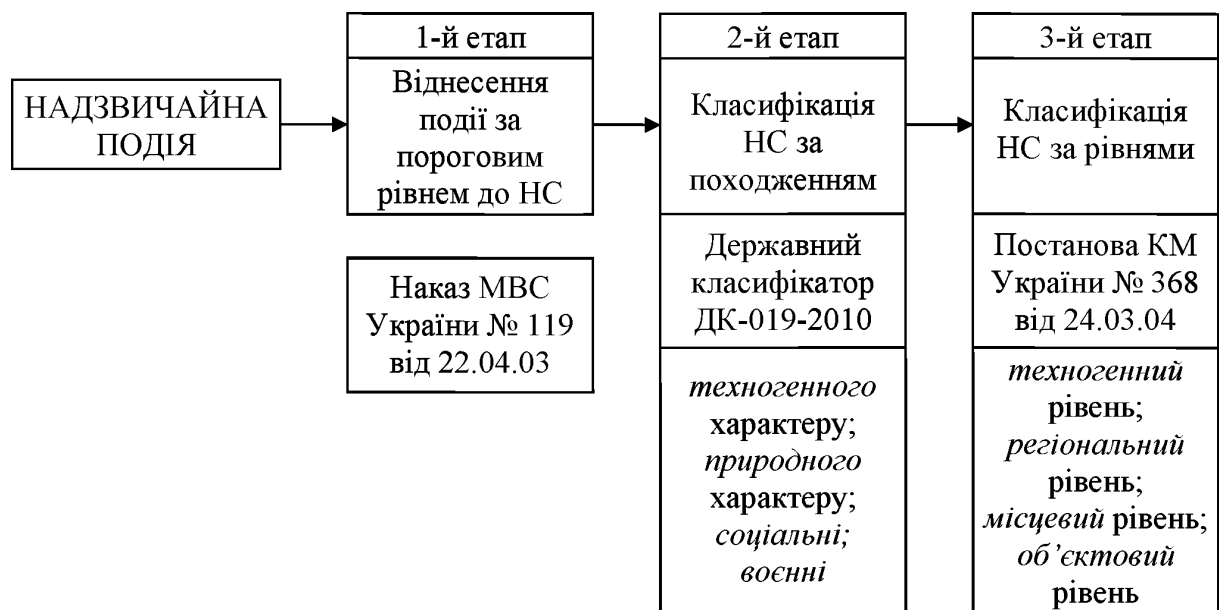 НАДЗВИЧАЙНА
ПОДІЯ
1-й етап
Віднесення
події за
пороговим
рівнем до НС
Наказ МВС
України № 119
від 22.04.03
2-й етап
Класифікація
НС за
походженням
Державний
класифікатор
ДК-019-2010
техногенного
характеру;
природного
характеру;
соціальні;
воєнні
3-й етап
Класифікація
НС за рівнями
Постанова КМ
України № 368
від 24.03.04
техногенний
рівень;
регіональний
рівень;
місцевий рівень;
об’єктовий
рівень